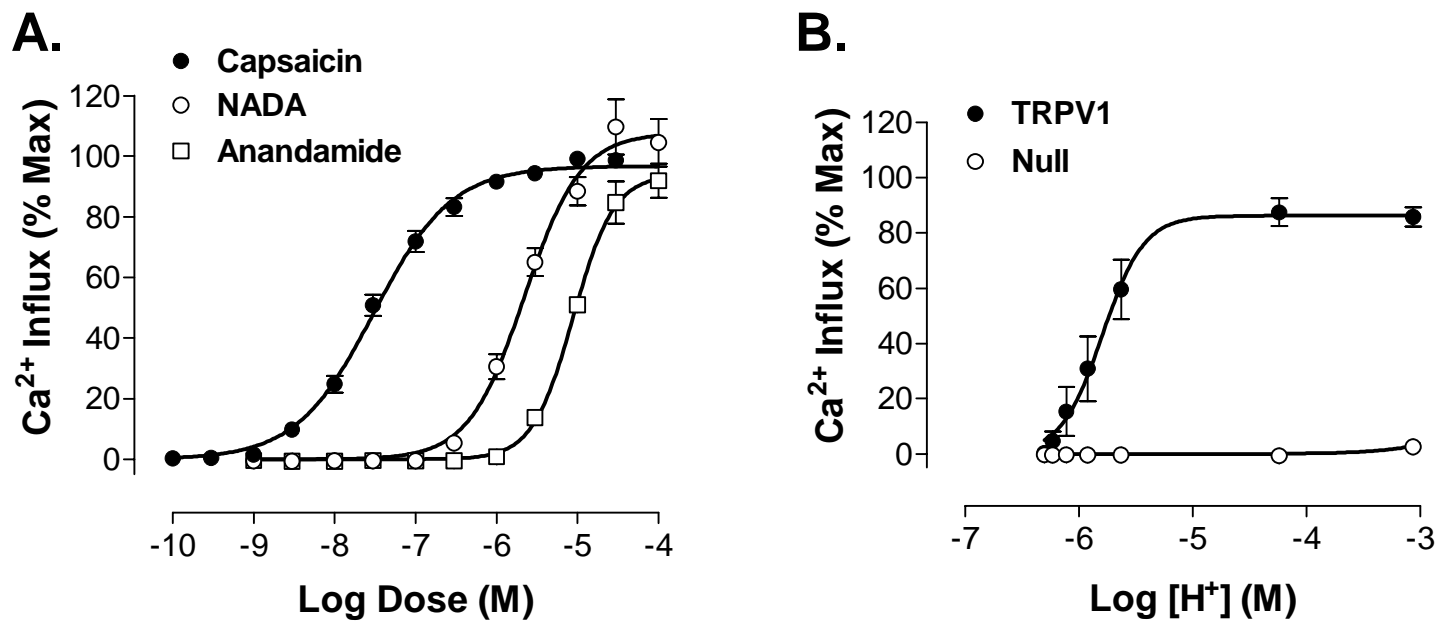 A.
Capsaicin
NADA
Anandamide
Ca²⁺ Influx (% Max)
120
100
80
60
40
20
0
-10 -9 -8 -7 -6 -5 -4
Log Dose (M)
B.
TRPV1
Null
Ca²⁺ Influx (% Max)
120
100
80
60
40
20
0
-7 -6 -5 -4 -3
Log [H⁺] (M)